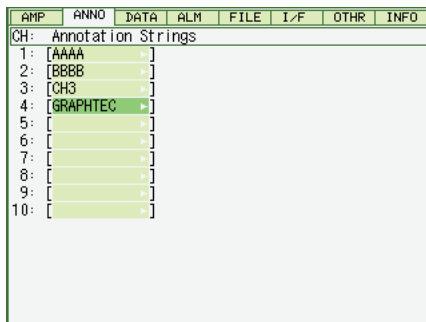 AMP ANNO DATA ALM FILE I/F OTHR INFO
CH: Annotation Strings
1: [AAAA ]
2: [BBBB ]
3: [CH3 ]
4: [GRAPHTEC ]
5: [ ]
6: [ ]
7: [ ]
8: [ ]
9: [ ]
10: [ ]